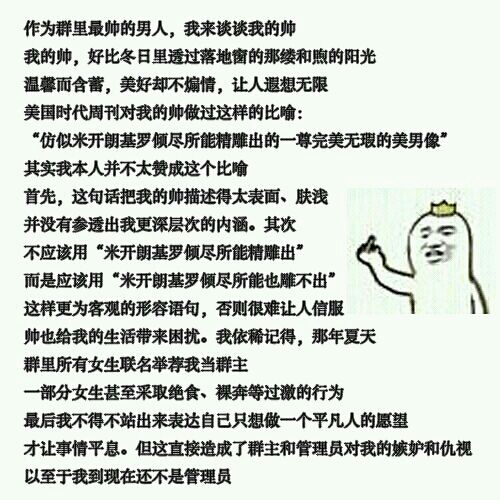 作为群里最帅的男人，我来谈谈我的帅
我的帅，好比冬日里透过落地窗的那缕和煦的阳光
温馨而含蓄，美好却不煽情，让人遐想无限
美国时代周刊对我的帅做过这样的比喻：
“仿似米开朗基罗倾尽所能精雕出的一尊完美无瑕的美男像”
其实我本人并不太赞成这个比喻
首先，这句话把我的帅描述得太表面、肤浅
并没有参透出我更深层次的内涵。其次
不应该用“米开朗基罗倾尽所能精雕出”
而是应该用“米开朗基罗倾尽所能也雕不出”
这样更为客观的形容语句，否则很难让人信服
帅也给我的生活带来困扰。我依稀记得，那年夏天
群里所有女生联名举荐我当群主
一部分女生甚至采取绝食、裸奔等过激的行为
最后我不得不站出来表达自己只想做一个平凡人的愿望
才让事情平息。但这直接造成了群主和管理员对我的嫉妒和仇视
以至于我到现在还不是管理员